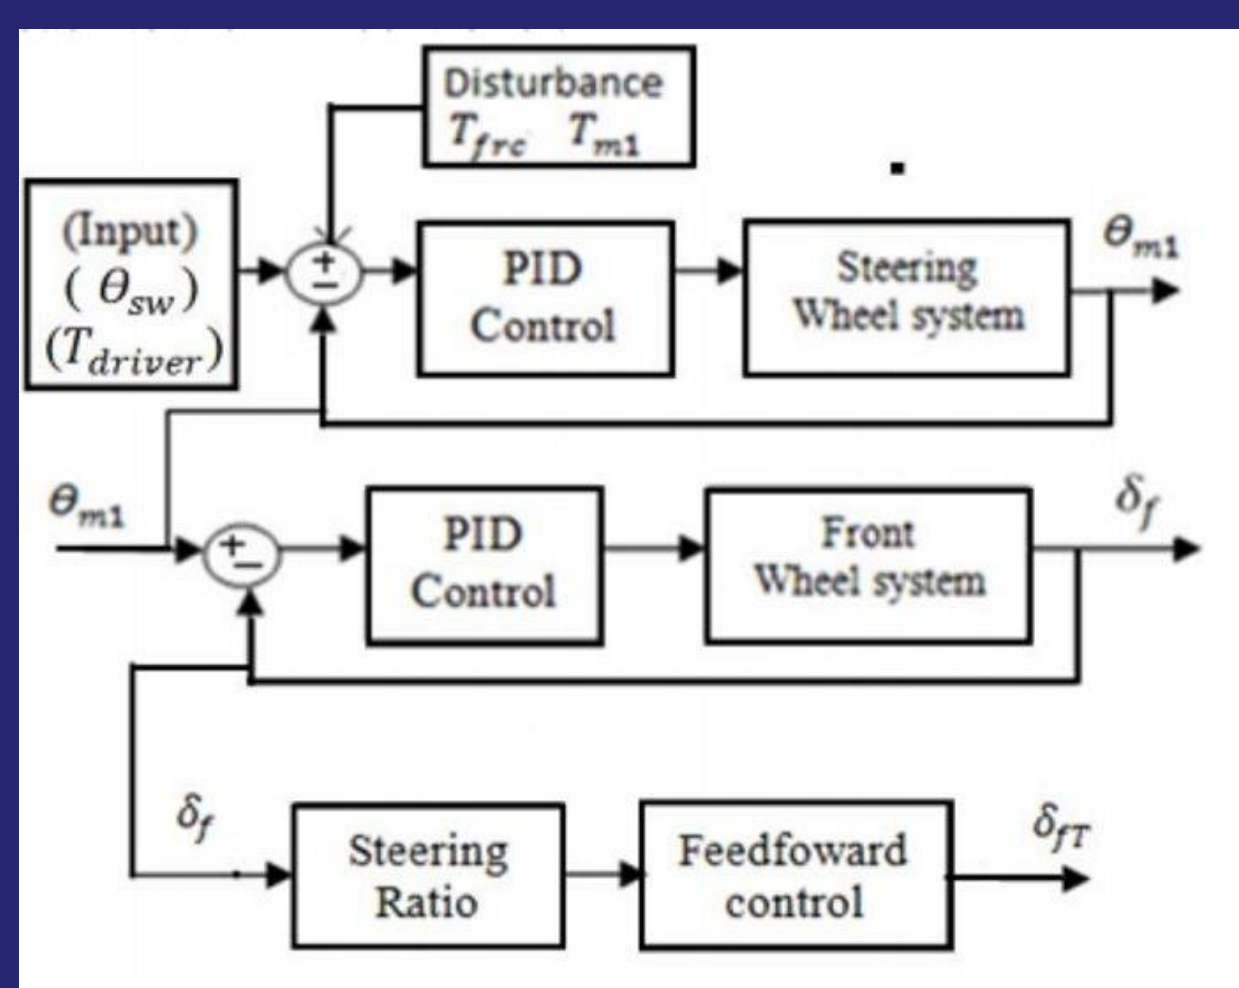 Disturbance
T_frc T_m1
(Input)
( θ_sw)
(T_driver)
+
−
PID
Control
Steering
Wheel system
θ_m1
θ_m1
+
−
PID
Control
Front
Wheel system
δ_f
δ_f
Steering
Ratio
Feedfoward
control
δ_fT